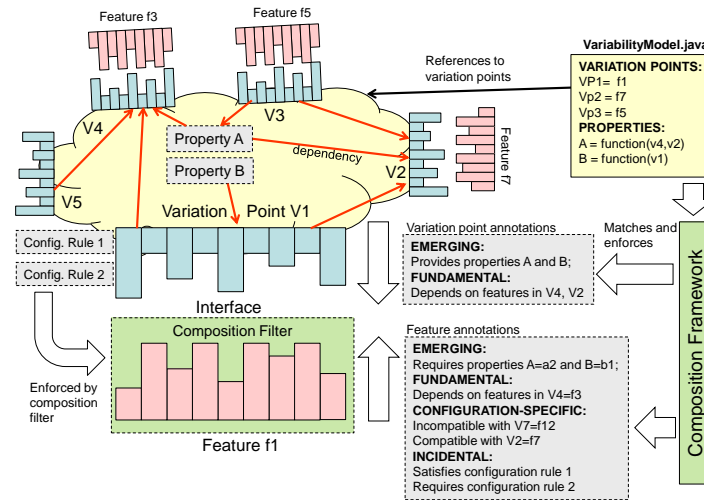 Feature f3
Feature f5
VariabilityModel.java
References to
variation points
VARIATION POINTS:
VP1= f1
Vp2 = f7
Vp3 = f5
PROPERTIES:
A = function(v4,v2)
B = function(v1)
V4
V3
Property A
dependency
Property B
V2
Feature f7
V5
Variation Point V1
Config. Rule 1
Config. Rule 2
Interface
Variation point annotations
EMERGING:
Provides properties A and B;
FUNDAMENTAL:
Depends on features in V4, V2
Matches and
enforces
Composition Framework
Composition Filter
Enforced by
composition
filter
Feature f1
Feature annotations
EMERGING:
Requires properties A=a2 and B=b1;
FUNDAMENTAL:
Depends on features in V4=f3
CONFIGURATION-SPECIFIC:
Incompatible with V7=f12
Compatible with V2=f7
INCIDENTAL:
Satisfies configuration rule 1
Requires configuration rule 2